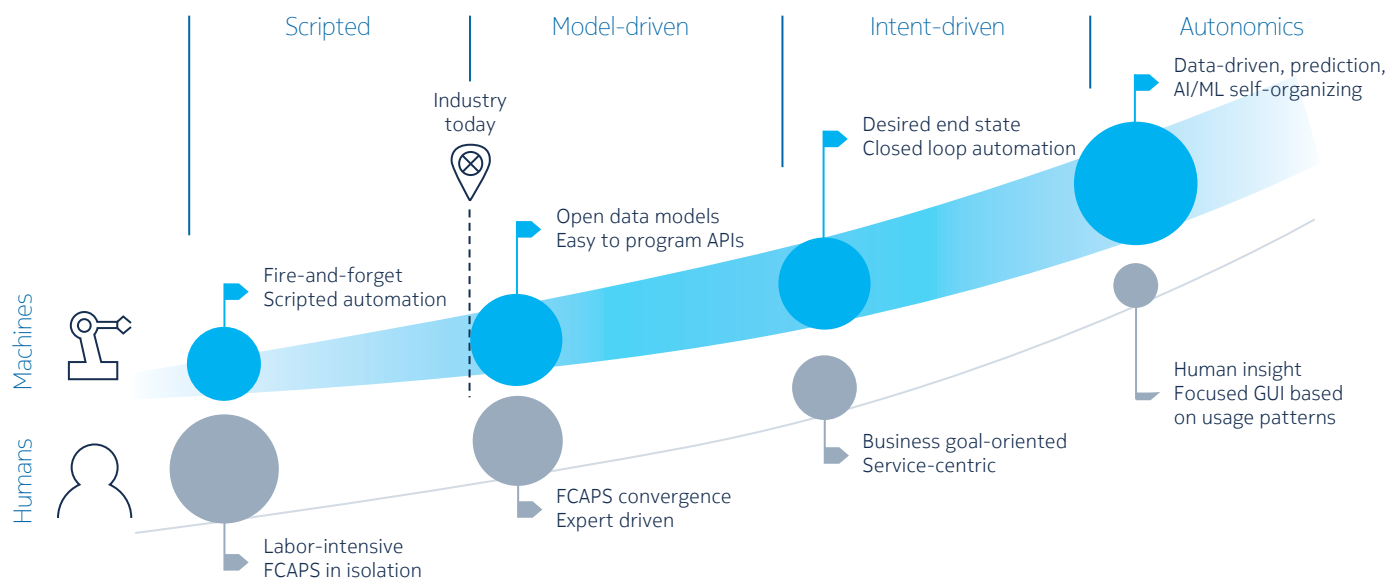 Scripted
Model-driven
Intent-driven
Autonomics
Industry
today
Data-driven, prediction,
AI/ML self-organizing
Desired end state
Closed loop automation
Open data models
Easy to program APIs
Fire-and-forget
Scripted automation
Machines
Humans
Labor-intensive
FCAPS in isolation
FCAPS convergence
Expert driven
Business goal-oriented
Service-centric
Human insight
Focused GUI based
on usage patterns